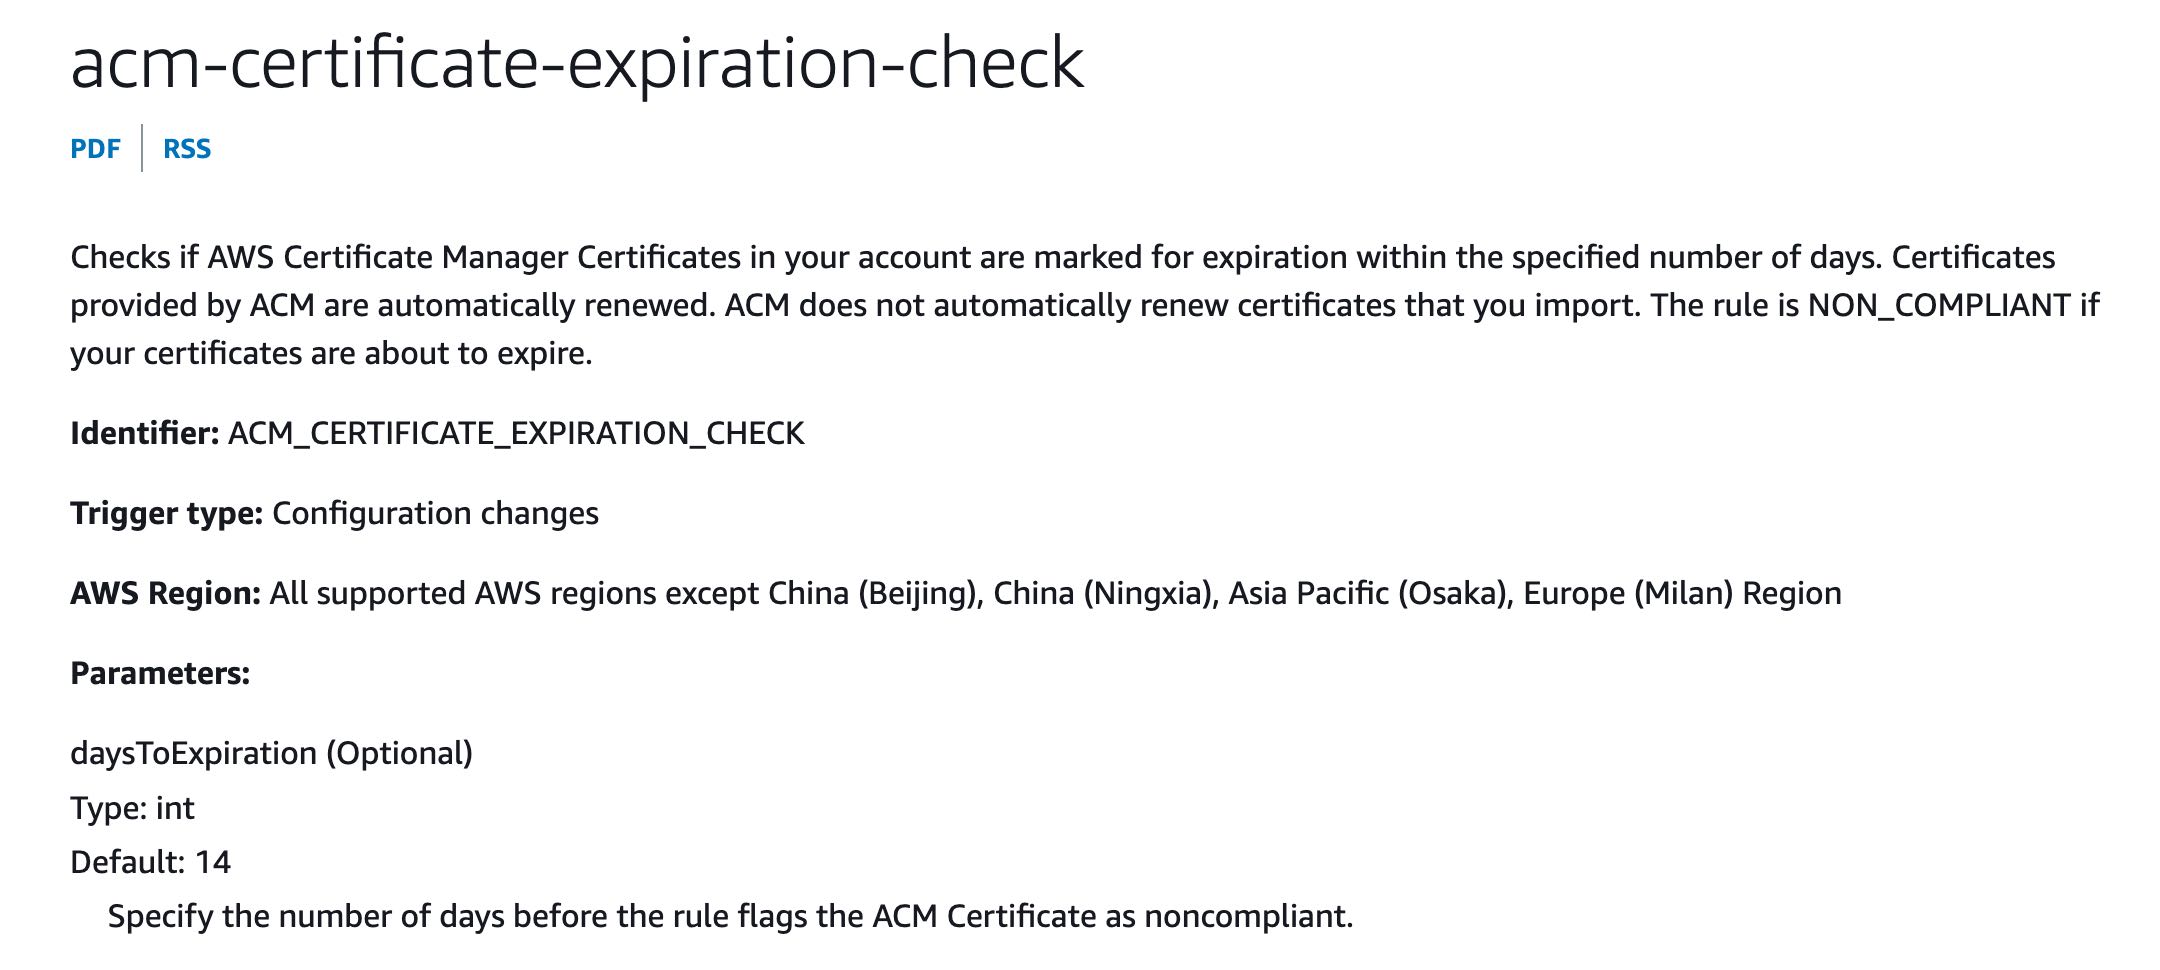 acm-certificate-expiration-check
PDF
RSS
Checks if AWS Certificate Manager Certificates in your account are marked for expiration within the specified number of days. Certificates
provided by ACM are automatically renewed. ACM does not automatically renew certificates that you import. The rule is NON_COMPLIANT if
your certificates are about to expire.
Identifier: ACM_CERTIFICATE_EXPIRATION_CHECK
Trigger type: Configuration changes
AWS Region: All supported AWS regions except China (Beijing), China (Ningxia), Asia Pacific (Osaka), Europe (Milan) Region
Parameters:
daysToExpiration (Optional)
Type: int
Default: 14
Specify the number of days before the rule flags the ACM Certificate as noncompliant.